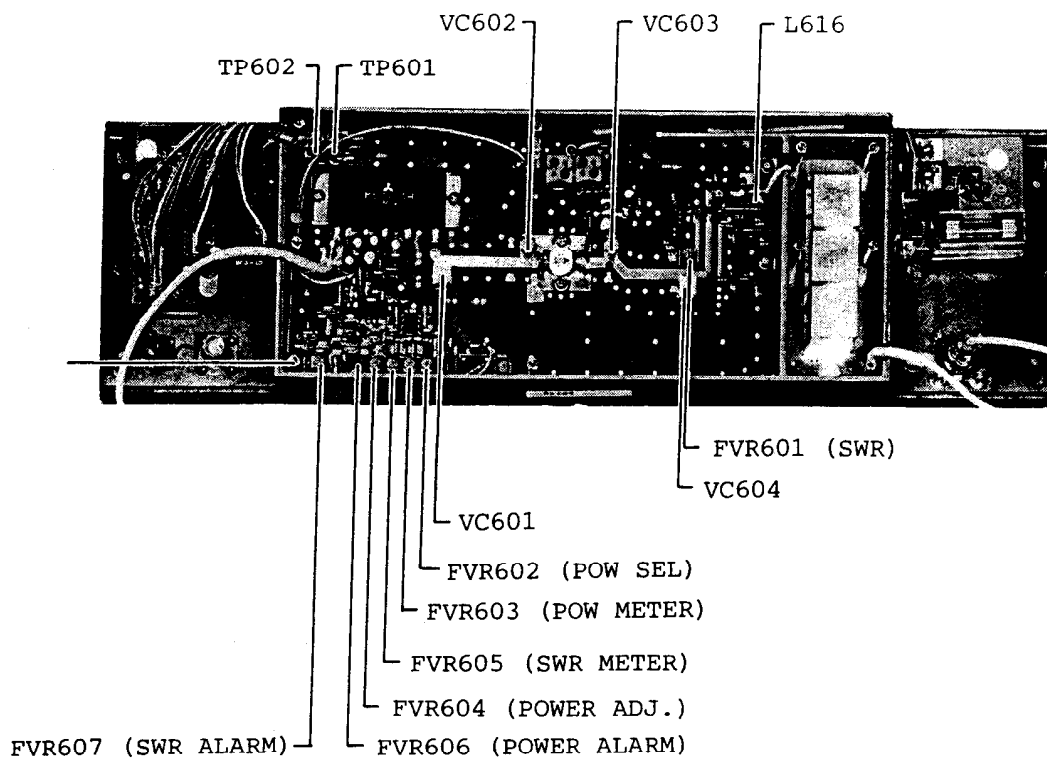 VC602
VC603
L616
TP602
TP601
FVR601 (SWR)
VC604
VC601
FVR602 (POW SEL)
FVR603 (POW METER)
FVR605 (SWR METER)
FVR604 (POWER ADJ.)
FVR607 (SWR ALARM)
FVR606 (POWER ALARM)